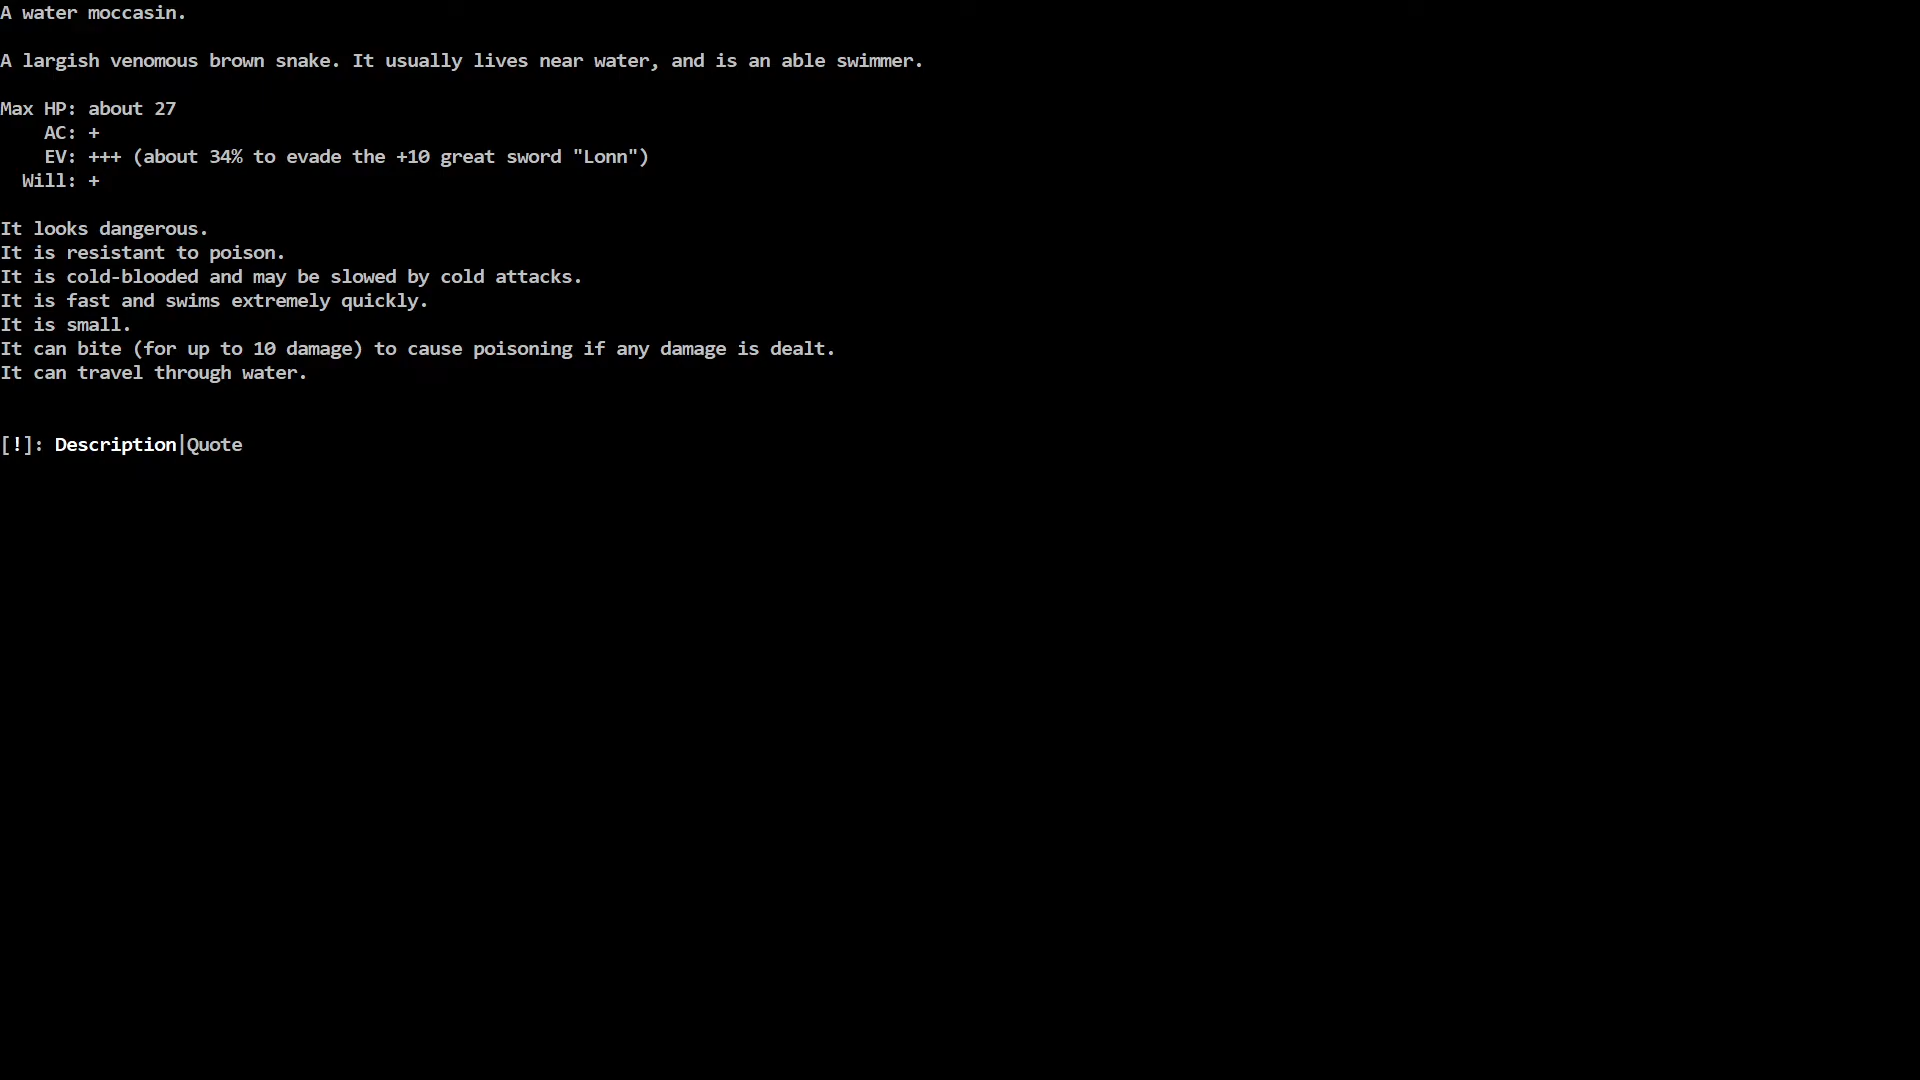 A water moccasin.
A largish venomous brown snake. It usually lives near water, and is an able swimmer.
Max HP: about 27
AC: +
EV: +++ (about 34% to evade the +10 great sword "Lonn")
Will: +
It looks dangerous.
It is resistant to poison.
It is cold-blooded and may be slowed by cold attacks.
It is fast and swims extremely quickly.
It is small.
It can bite (for up to 10 damage) to cause poisoning if any damage is dealt.
It can travel through water.
[!]: Description|Quote